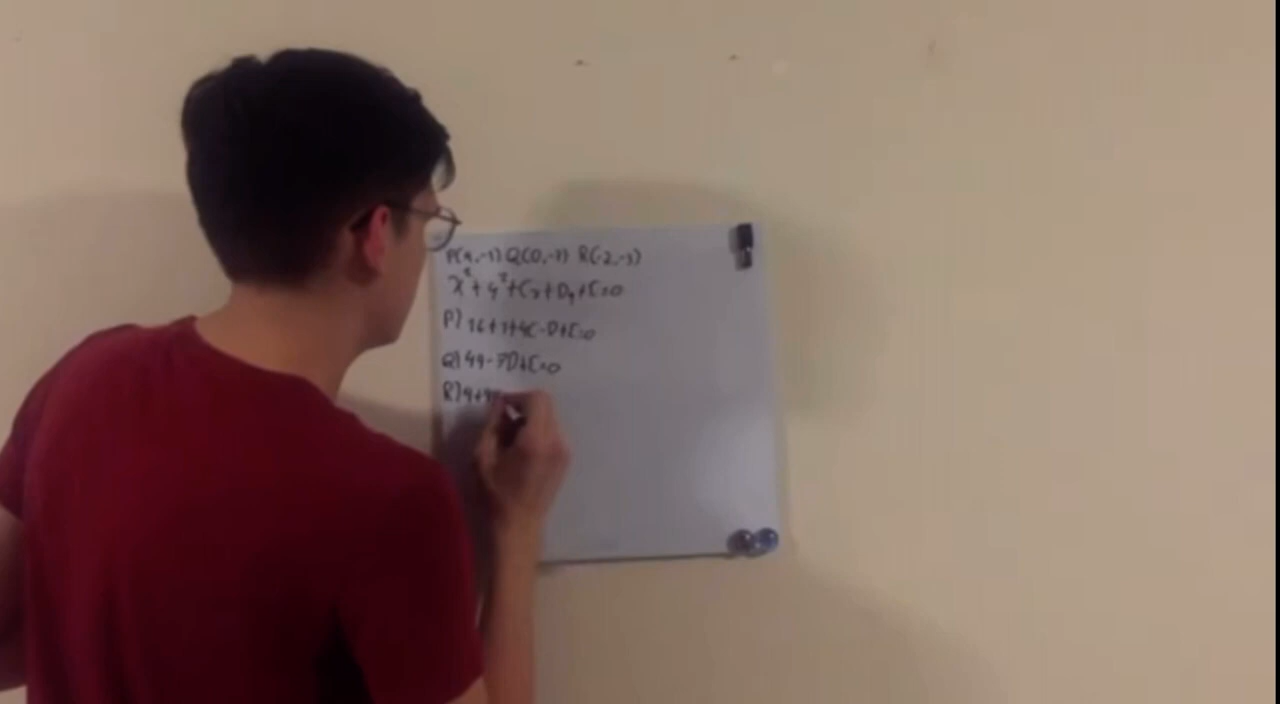 P(4,-1) Q(0,-7) R(-2,-3)
x²+y²+Cx+Dy+E=0
P) 16+1+4C-D+E=0
Q) 49-7D+E=0
R) 4+9